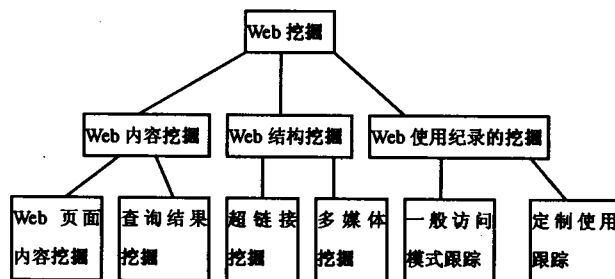 Web 挖掘
Web 内容挖掘
Web 结构挖掘
Web 使用纪录的挖掘
Web 页面
内容挖掘
查询结果
挖掘
超链接
挖掘
多媒体
挖掘
一般访问
模式跟踪
定制使用
跟踪